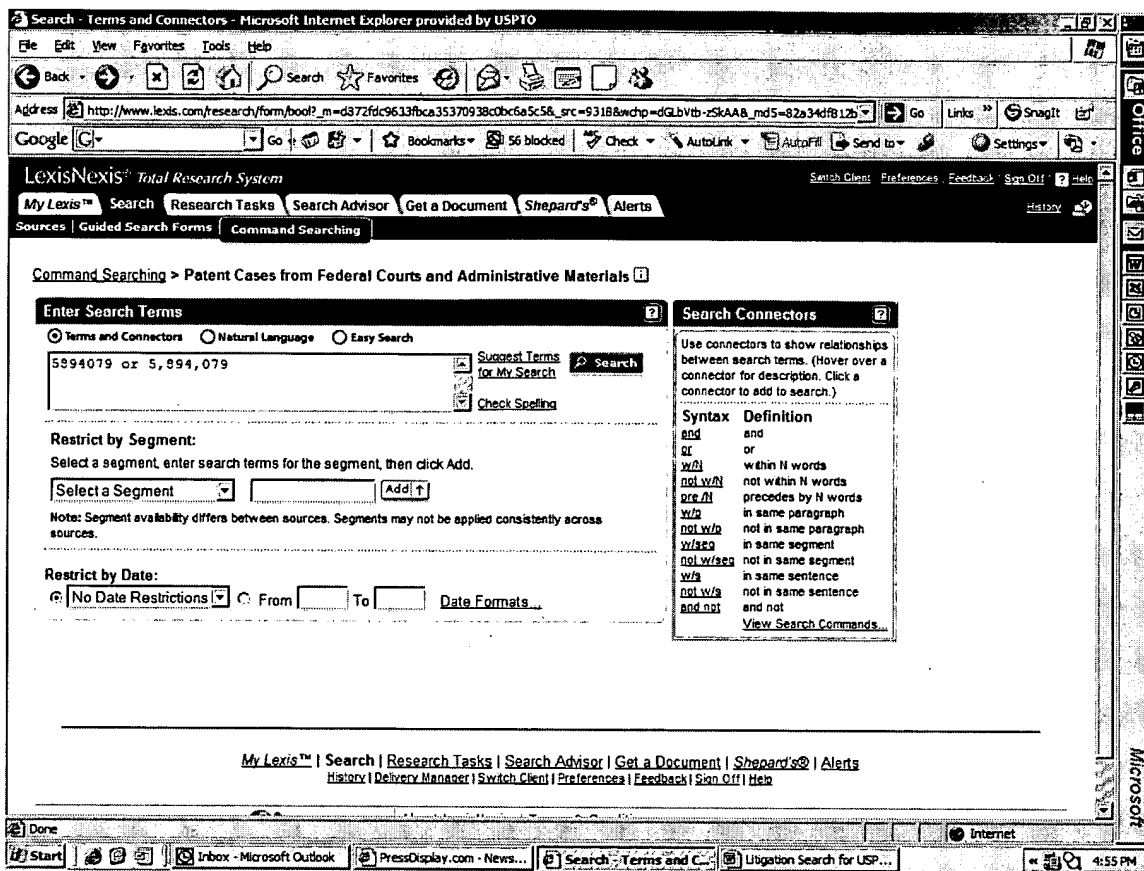 Search - Terms and Connectors - Microsoft Internet Explorer provided by USPTO
File Edit View Favorites Tools Help
Back Search Favorites
Address http://www.lexis.com/research/form/bool?_m=d372fdc9633fbca35370938c0bc6a5c5&_src=9318&wchp=dGLbVtb-zSkAA&_md5=82a34df812b Go Links » SnagIt
Google G Go Bookmarks 56 blocked Check AutoLink AutoFill Send to Settings
LexisNexis® Total Research System Switch Client Preferences Feedback Sign Off ? Help
My Lexis™ Search Research Tasks Search Advisor Get a Document Shepard's® Alerts History
Sources | Guided Search Forms | Command Searching
Command Searching > Patent Cases from Federal Courts and Administrative Materials i
Enter Search Terms ?
Terms and Connectors Natural Language Easy Search
5894079 or 5,894,079
Suggest Terms
for My Search
Search
Check Spelling
Restrict by Segment:
Select a segment, enter search terms for the segment, then click Add.
Select a Segment Add ↑
Note: Segment availability differs between sources. Segments may not be applied consistently across
sources.
Restrict by Date:
No Date Restrictions From To Date Formats...
Search Connectors ?
Use connectors to show relationships
between search terms. (Hover over a
connector for description. Click a
connector to add to search.)
Syntax Definition
and and
or or
w/N within N words
not w/N not within N words
pre /N precedes by N words
w/p in same paragraph
not w/p not in same paragraph
w/seg in same segment
not w/seg not in same segment
w/s in same sentence
not w/s not in same sentence
and not and not
View Search Commands...
My Lexis™ | Search | Research Tasks | Search Advisor | Get a Document | Shepard's® | Alerts
History | Delivery Manager | Switch Client | Preferences | Feedback | Sign Off | Help
Done Internet
Start Inbox - Microsoft Outlook PressDisplay.com - News... Search - Terms and C... Litigation Search for USP... « 4:55 PM
Office
Microsoft